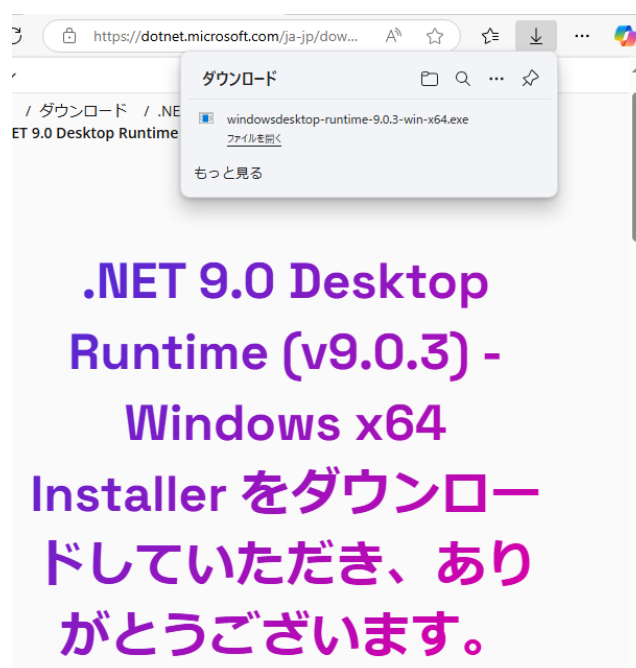 https://dotnet.microsoft.com/ja-jp/dow...
ダウンロード
windowsdesktop-runtime-9.0.3-win-x64.exe
ファイルを開く
もっと見る
/ ダウンロード / .NE
ET 9.0 Desktop Runtime
.NET 9.0 Desktop
Runtime (v9.0.3) -
Windows x64
Installer をダウンロー
ドしていただき、あり
がとうございます。